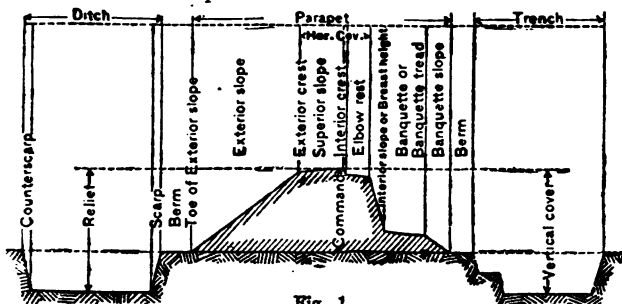 Ditch
Parapet
Trench
Hor. Cov.
Counterscarp
Relief
Scarp
Berm
Toe of Exterior slope
Exterior slope
Exterior crest
Superior slope
Interior crest
Command
Elbow rest
Interior slope or Breast height
Banquette or
Banquette tread
Banquette slope
Berm
Vertical cover
Fig. 1